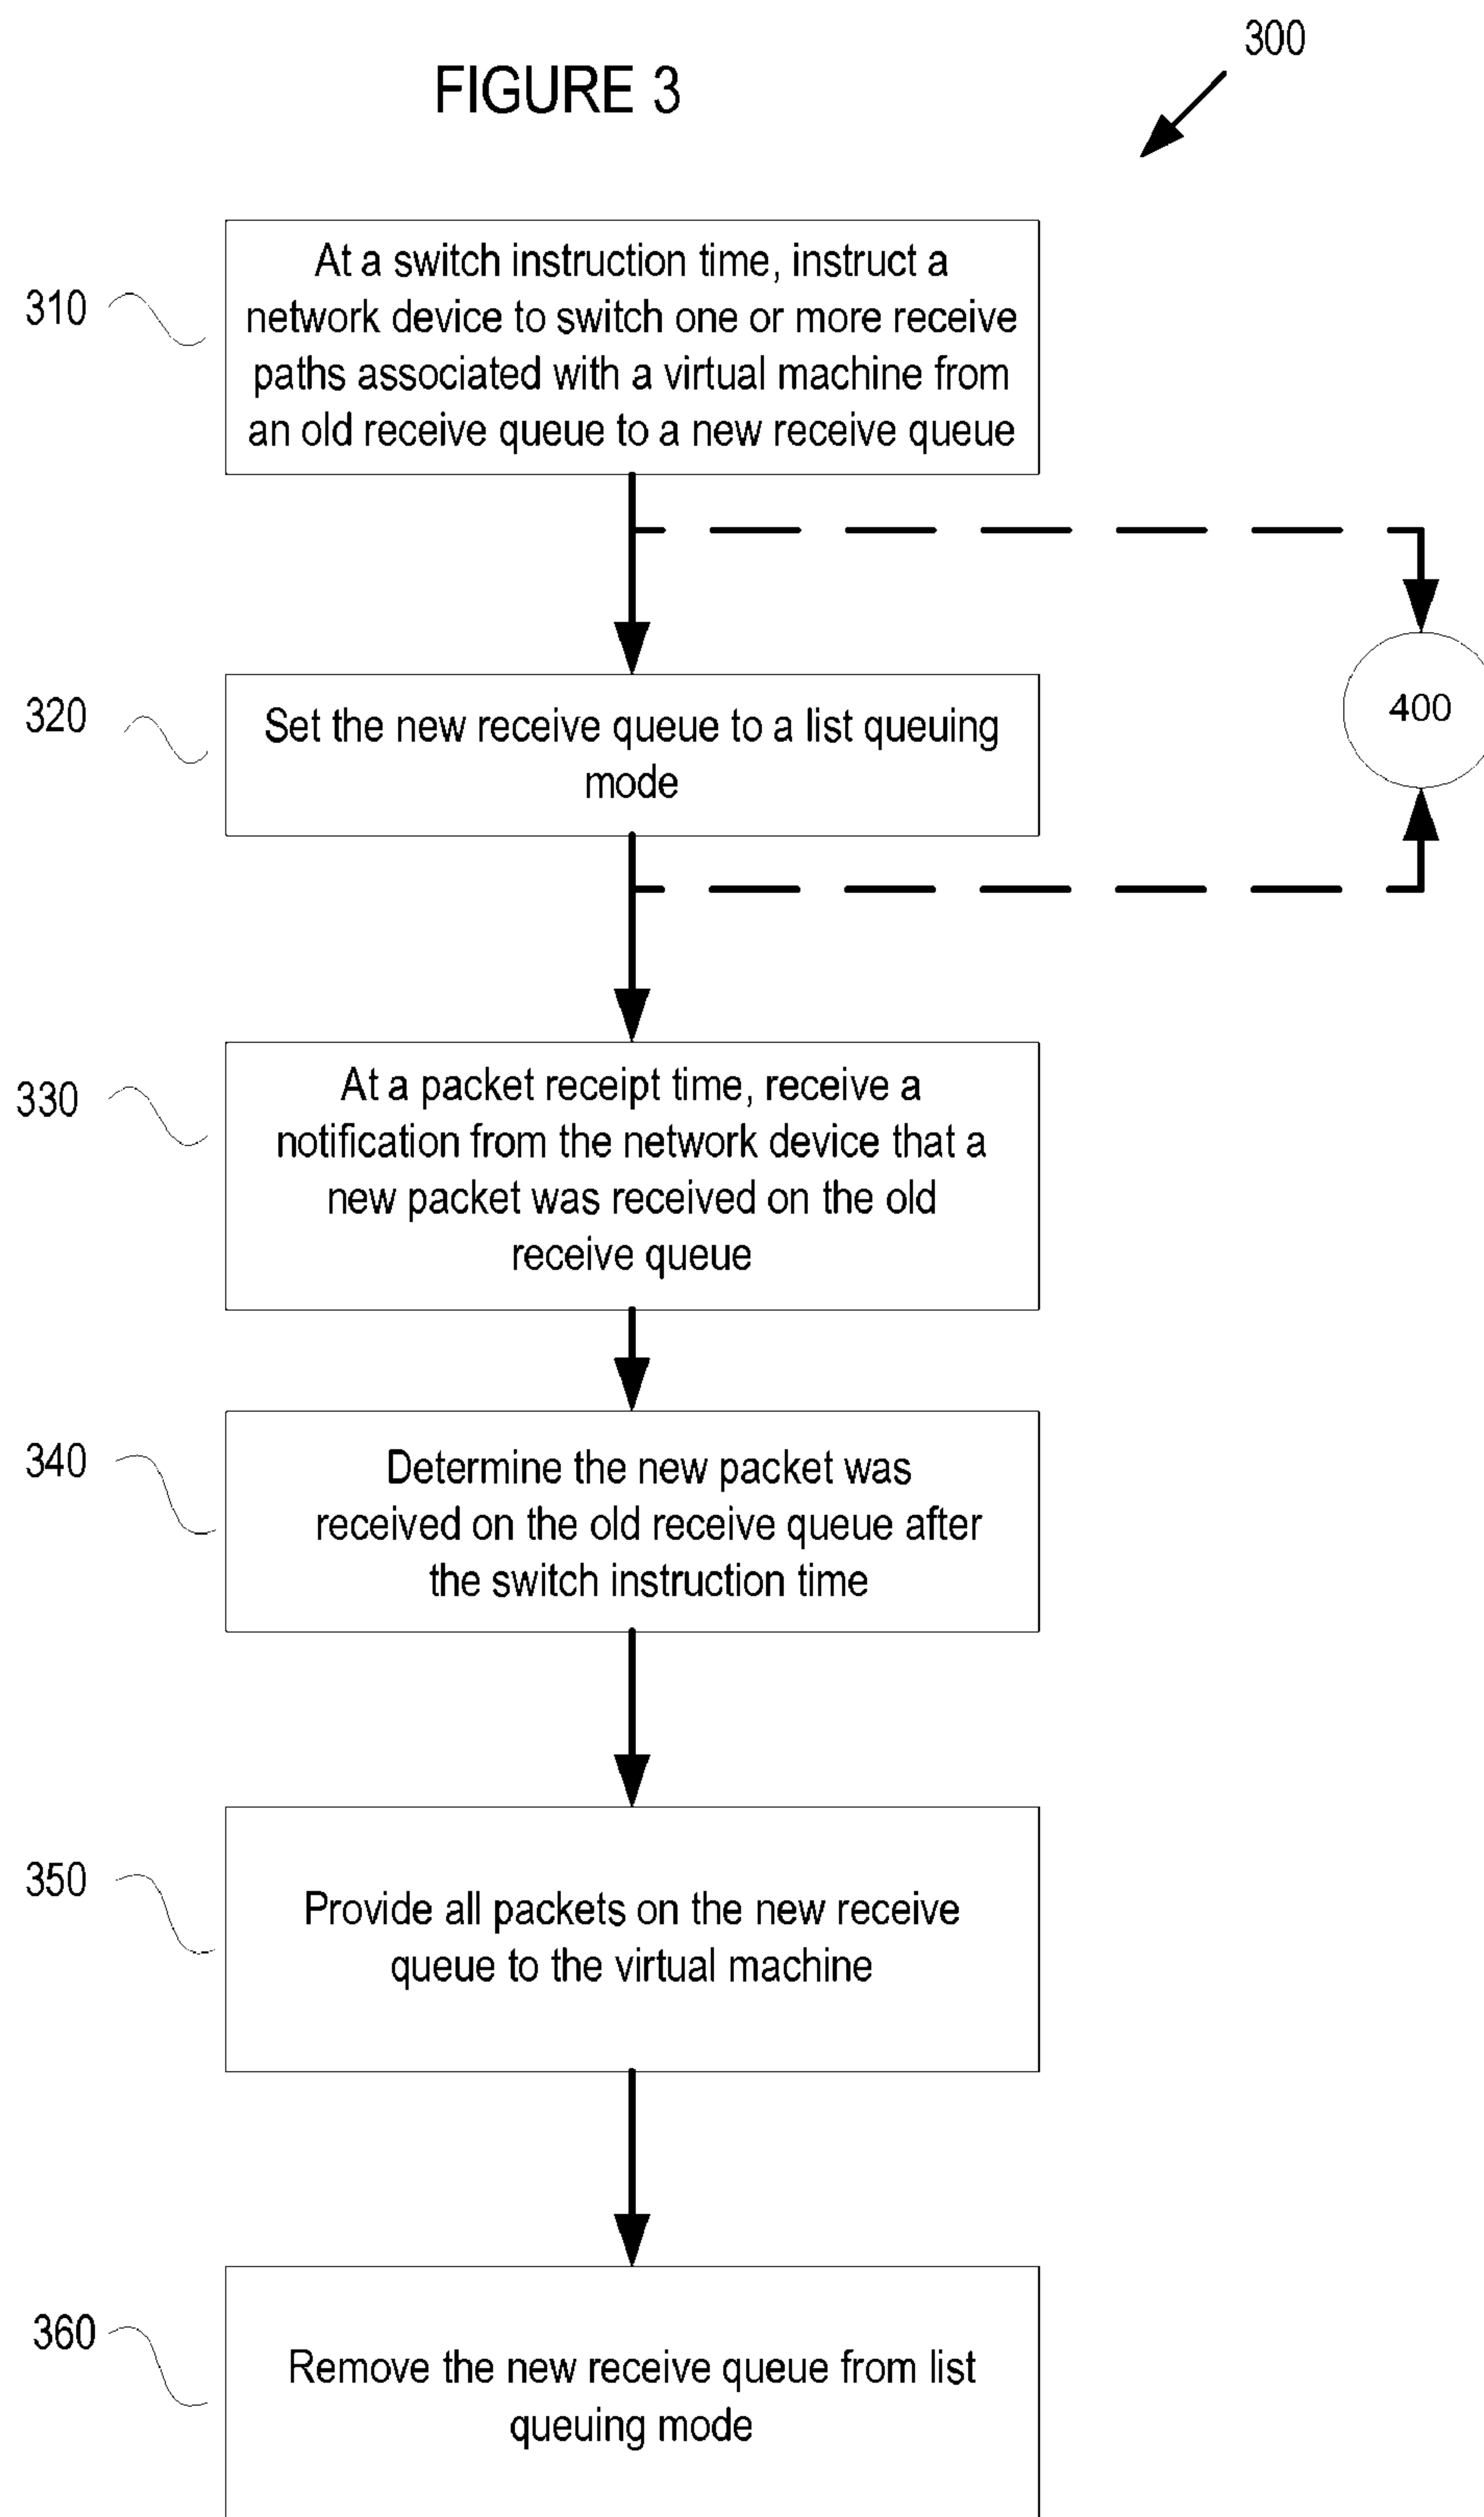 FIGURE 3
300
310
At a switch instruction time, instruct a
network device to switch one or more receive
paths associated with a virtual machine from
an old receive queue to a new receive queue
320
Set the new receive queue to a list queuing
mode
400
330
At a packet receipt time, receive a
notification from the network device that a
new packet was received on the old
receive queue
340
Determine the new packet was
received on the old receive queue after
the switch instruction time
350
Provide all packets on the new receive
queue to the virtual machine
360
Remove the new receive queue from list
queuing mode